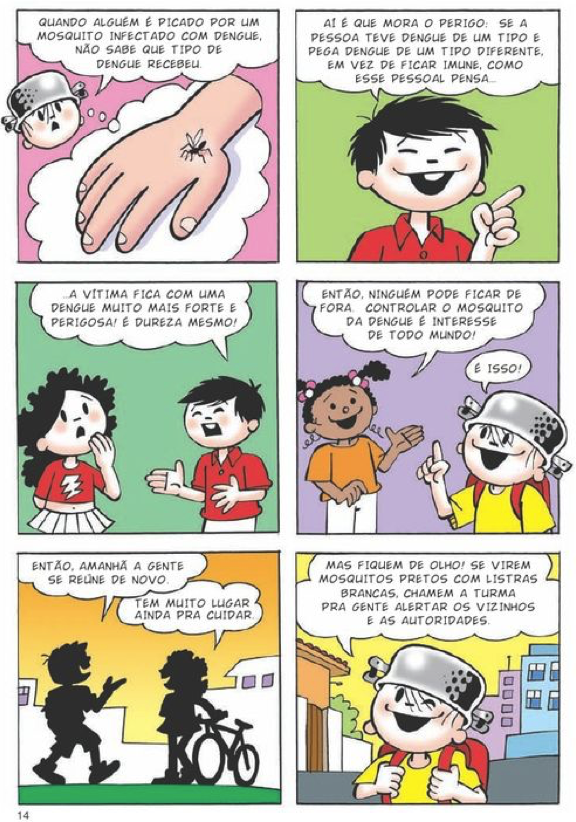 QUANDO ALGUÉM É PICADO POR UM
MOSQUITO INFECTADO COM DENGUE,
NÃO SABE QUE TIPO DE
DENGUE RECEBEU.
AÍ É QUE MORA O PERIGO: SE A
PESSOA TEVE DENGUE DE UM TIPO E
PEGA DENGUE DE UM TIPO DIFERENTE,
EM VEZ DE FICAR IMUNE, COMO
ESSE PESSOAL PENSA...
...A VÍTIMA FICA COM UMA
DENGUE MUITO MAIS FORTE E
PERIGOSA! É DUREZA MESMO!
ENTÃO, NINGUÉM PODE FICAR DE
FORA. CONTROLAR O MOSQUITO
DA DENGUE É INTERESSE
DE TODO MUNDO!
É ISSO!
ENTÃO, AMANHÃ A GENTE
SE REÚNE DE NOVO.
TEM MUITO LUGAR
AINDA PRA CUIDAR.
MAS FIQUEM DE OLHO! SE VIREM
MOSQUITOS PRETOS COM LISTRAS
BRANCAS, CHAMEM A TURMA
PRA GENTE ALERTAR OS VIZINHOS
E AS AUTORIDADES.
14